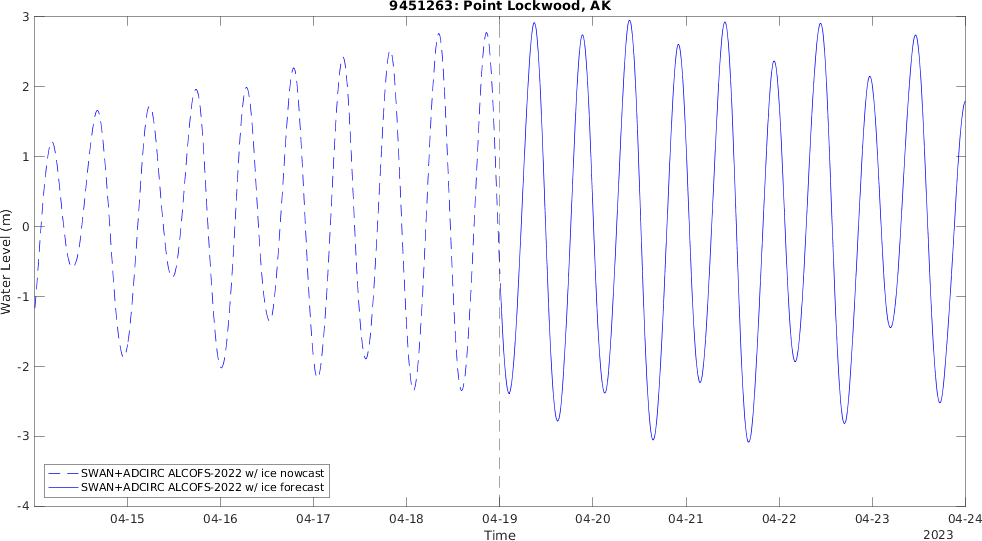 9451263: Point Lockwood, AK
3
2
1
0
-1
-2
-3
-4
Water Level (m)
SWAN+ADCIRC ALCOFS-2022 w/ ice nowcast
SWAN+ADCIRC ALCOFS-2022 w/ ice forecast
04-15 04-16 04-17 04-18 04-19 04-20 04-21 04-22 04-23 04-24
Time
2023